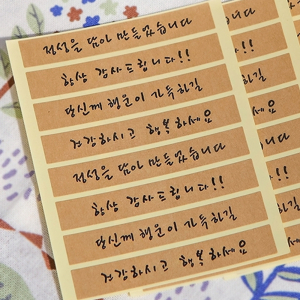 정성을 담아 만들었습니다
항상 감사드립니다!!
당신께 행운이 가득하길
건강하시고 행복하세요
정성을 담아 만들었습니다
항상 감사드립니다!!
당신께 행운이 가득하길
건강하시고 행복하세요